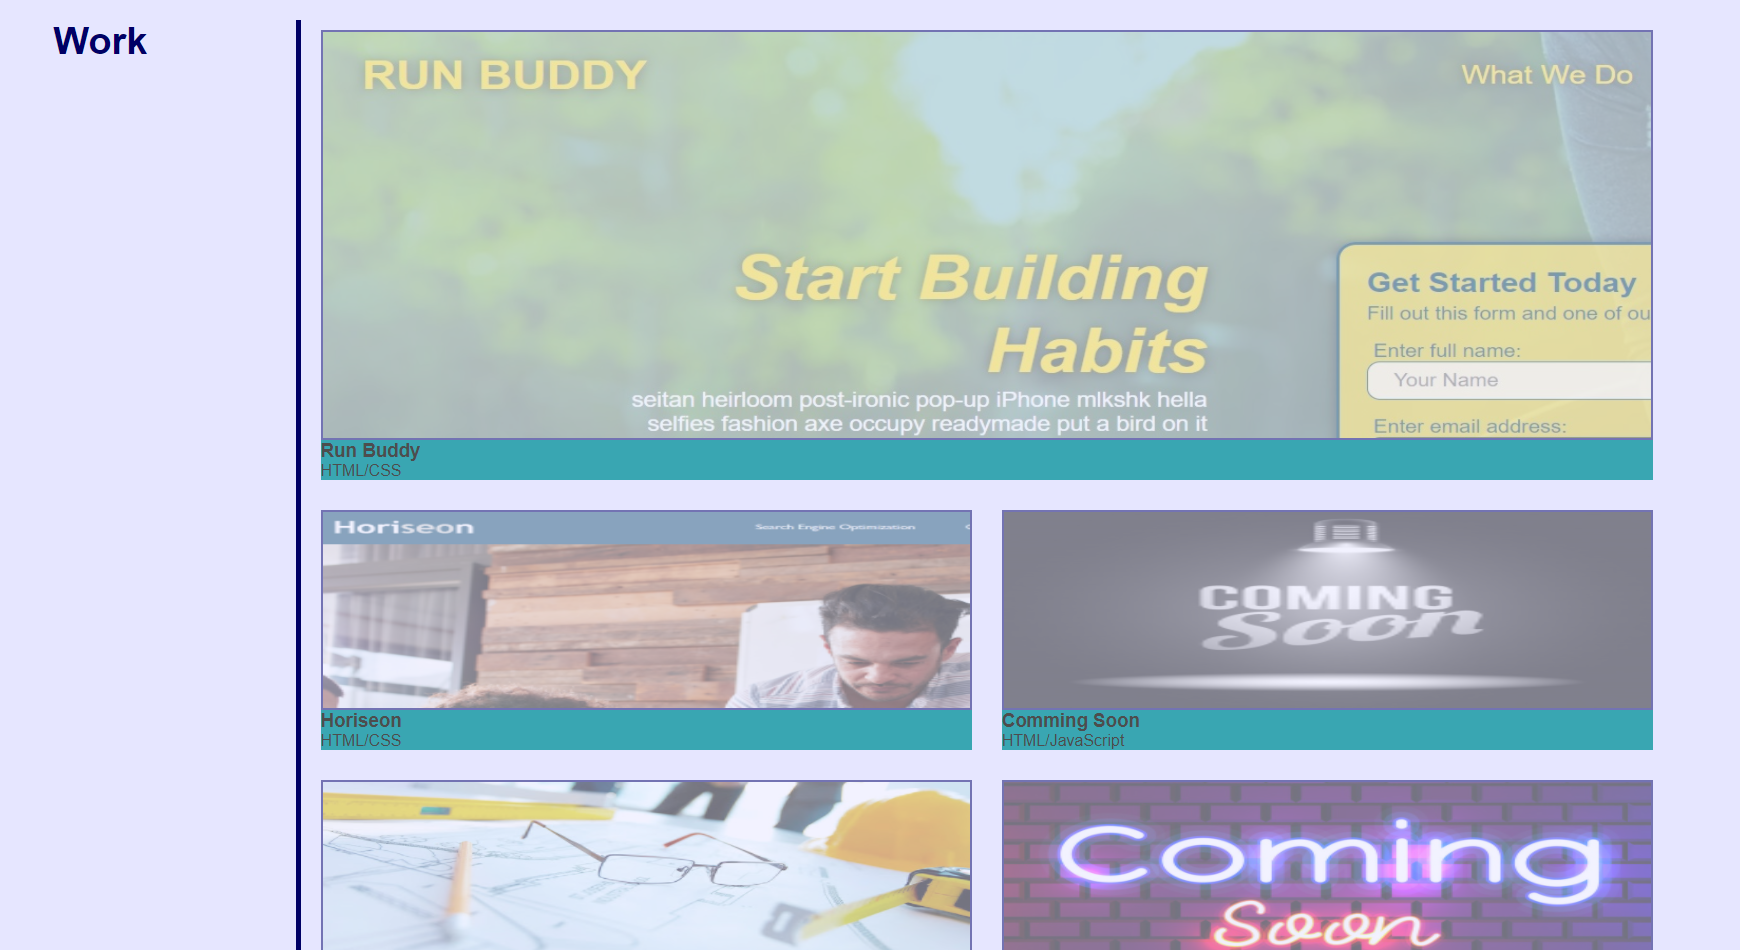 Work
RUN BUDDY
What We Do
Start Building
Habits
seitan heirloom post-ironic pop-up iPhone mlkshk hella
selfies fashion axe occupy readymade put a bird on it
Get Started Today
Fill out this form and one of ou
Enter full name:
Your Name
Enter email address:
Run Buddy
HTML/CSS
Horiseon
Search Engine Optimization
Horiseon
HTML/CSS
COMING
Soon
Comming Soon
HTML/JavaScript
Coming
Soon